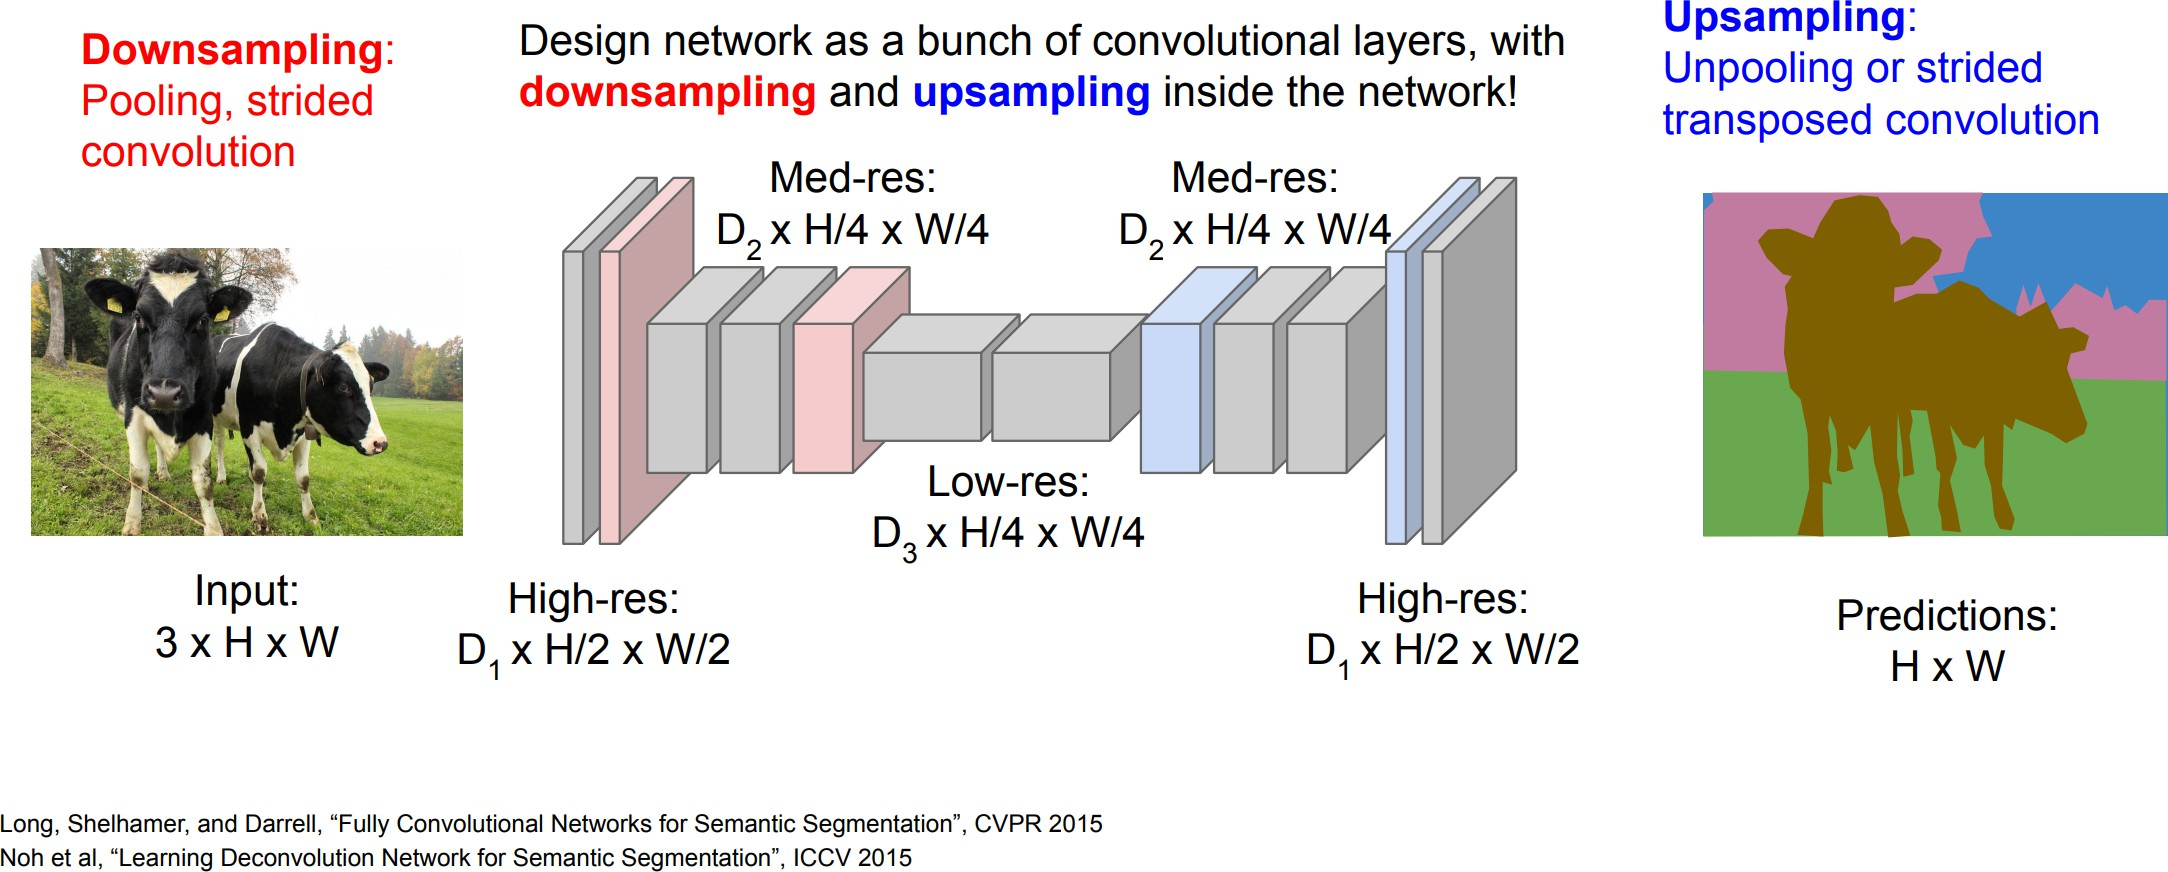 Downsampling:
Pooling, strided
convolution
Design network as a bunch of convolutional layers, with
downsampling and upsampling inside the network!
Upsampling:
Unpooling or strided
transposed convolution
Med-res:
D2 x H/4 x W/4
Med-res:
D2 x H/4 x W/4
Low-res:
D3 x H/4 x W/4
Input:
3 x H x W
High-res:
D1 x H/2 x W/2
High-res:
D1 x H/2 x W/2
Predictions:
H x W
Long, Shelhamer, and Darrell, “Fully Convolutional Networks for Semantic Segmentation”, CVPR 2015
Noh et al, “Learning Deconvolution Network for Semantic Segmentation”, ICCV 2015